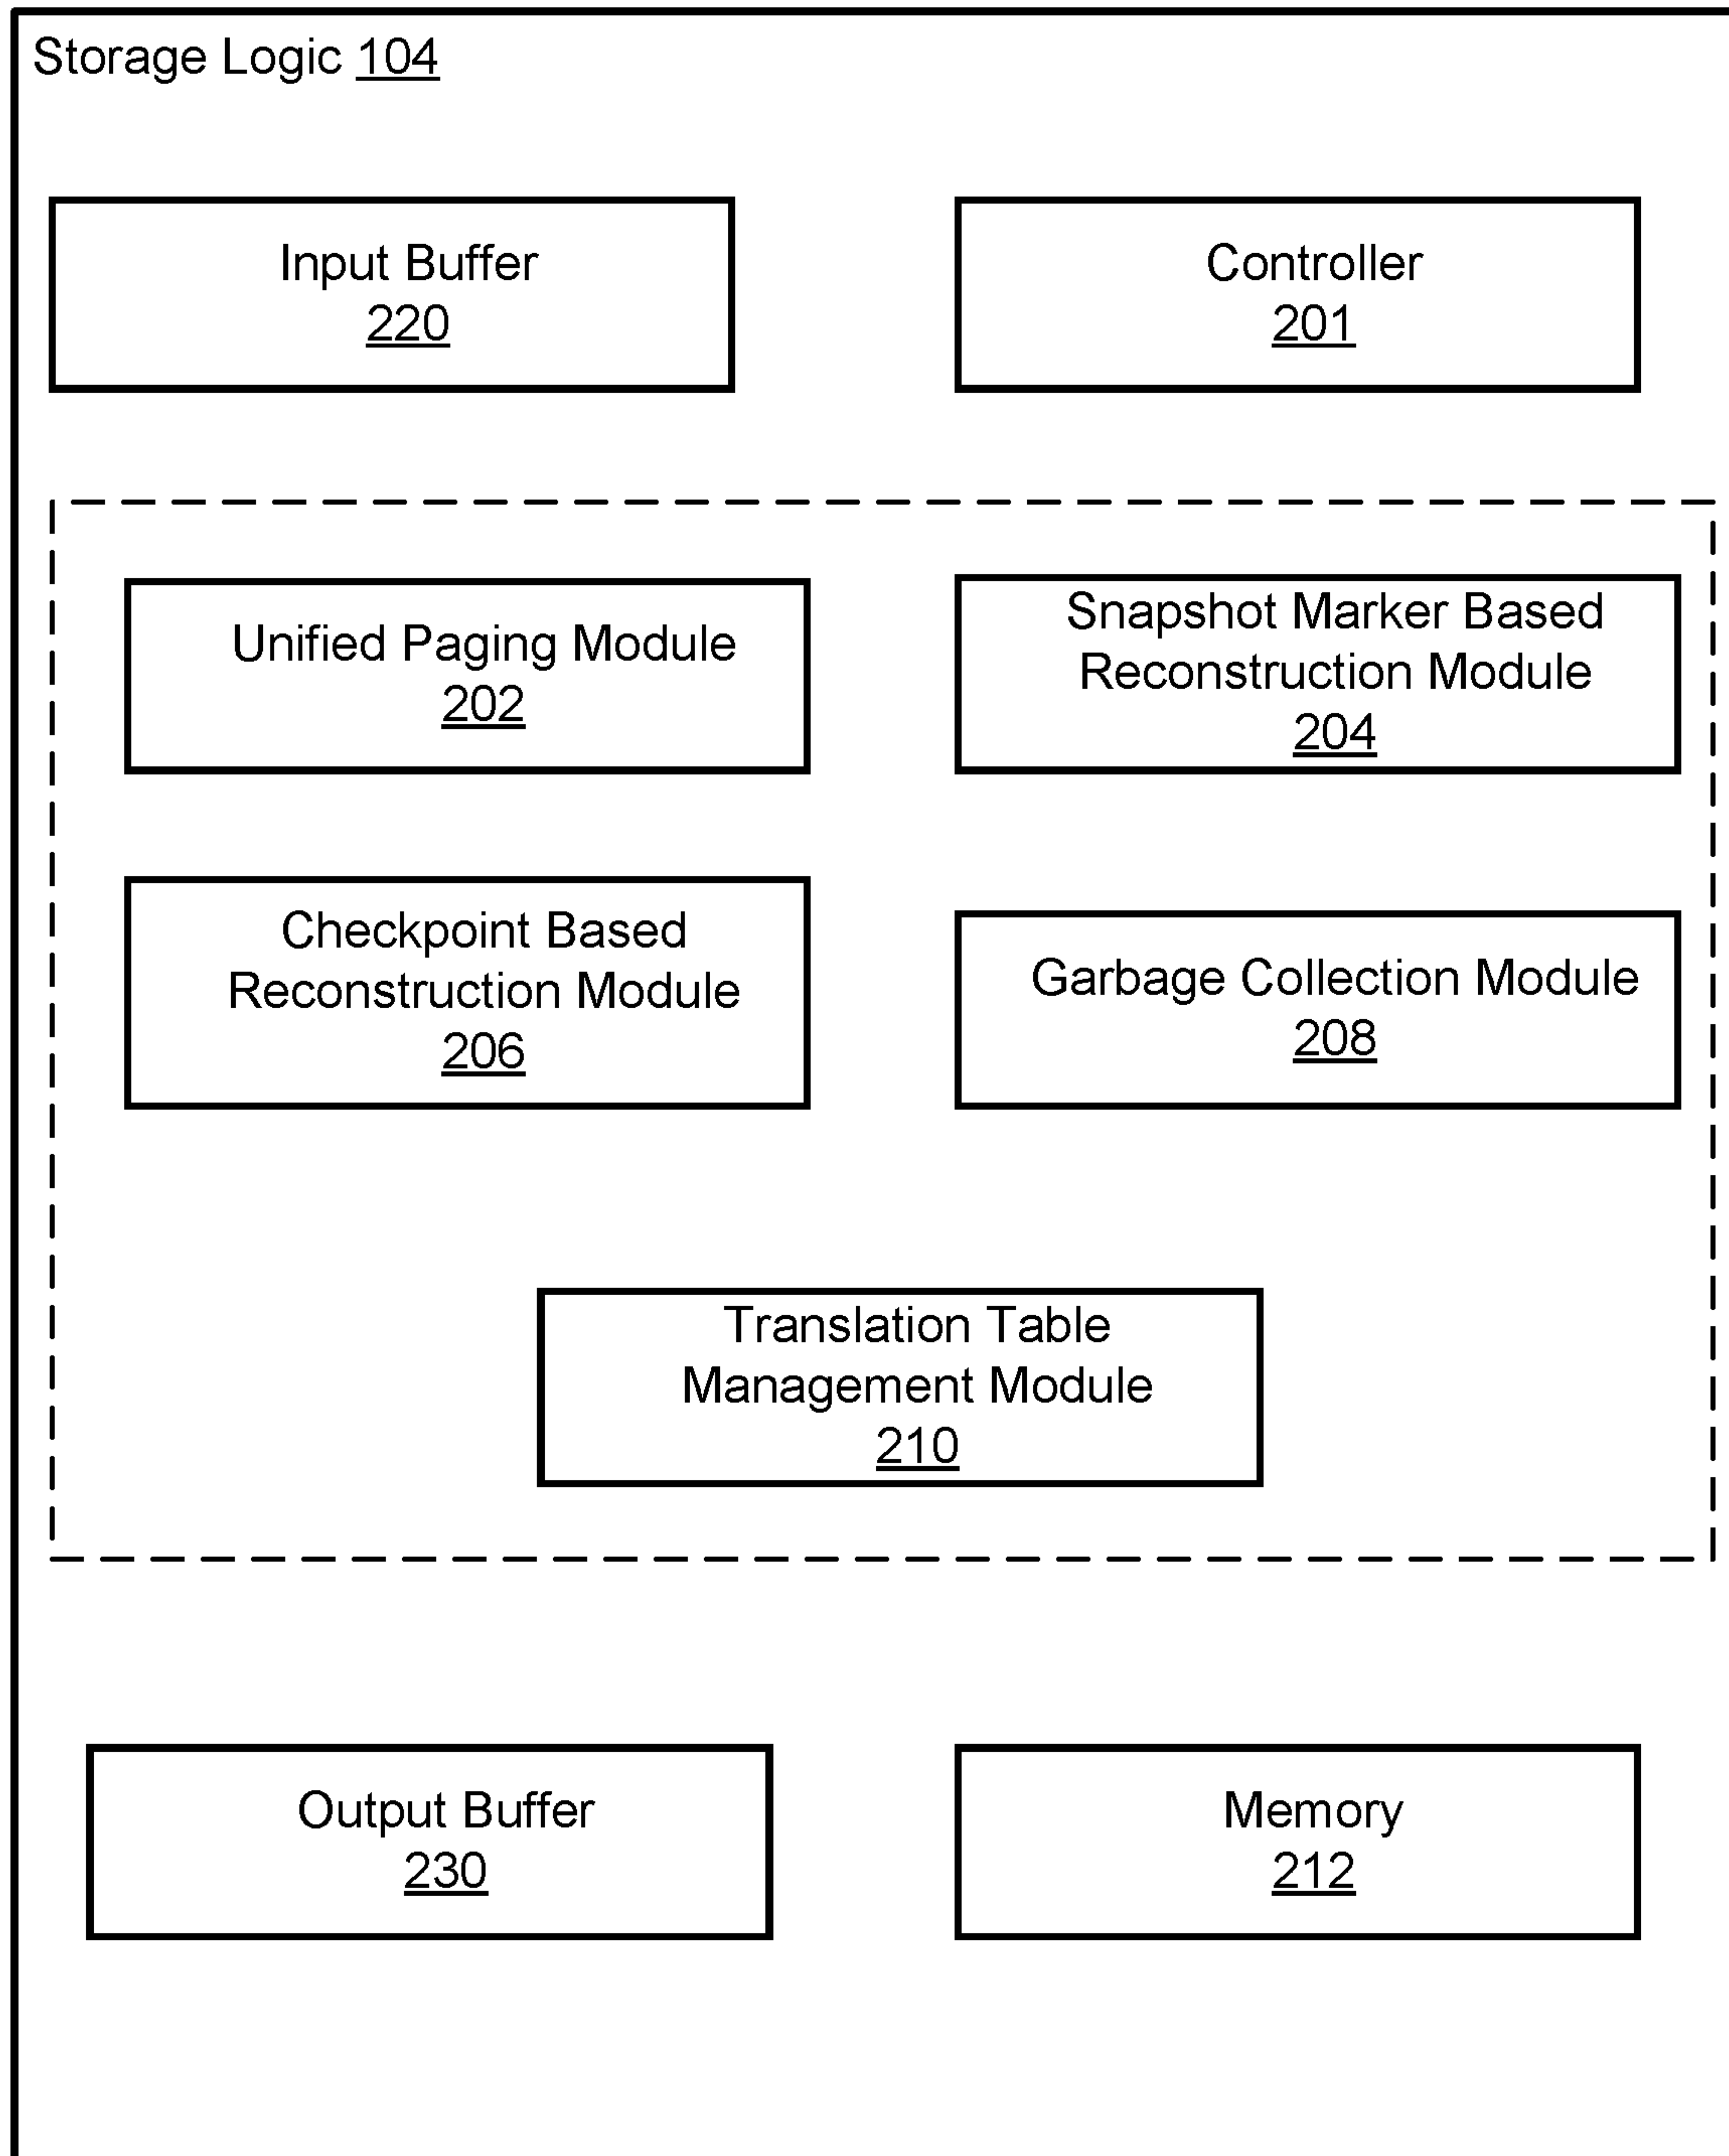 Storage Logic 104
Input Buffer
220
Controller
201
Unified Paging Module
202
Snapshot Marker Based
Reconstruction Module
204
Checkpoint Based
Reconstruction Module
206
Garbage Collection Module
208
Translation Table
Management Module
210
Output Buffer
230
Memory
212